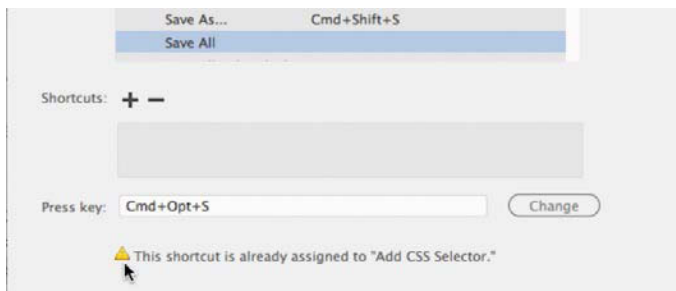 Save As... Cmd+Shift+S
Save All
Shortcuts:
Press key: Cmd+Opt+S Change
This shortcut is already assigned to "Add CSS Selector."